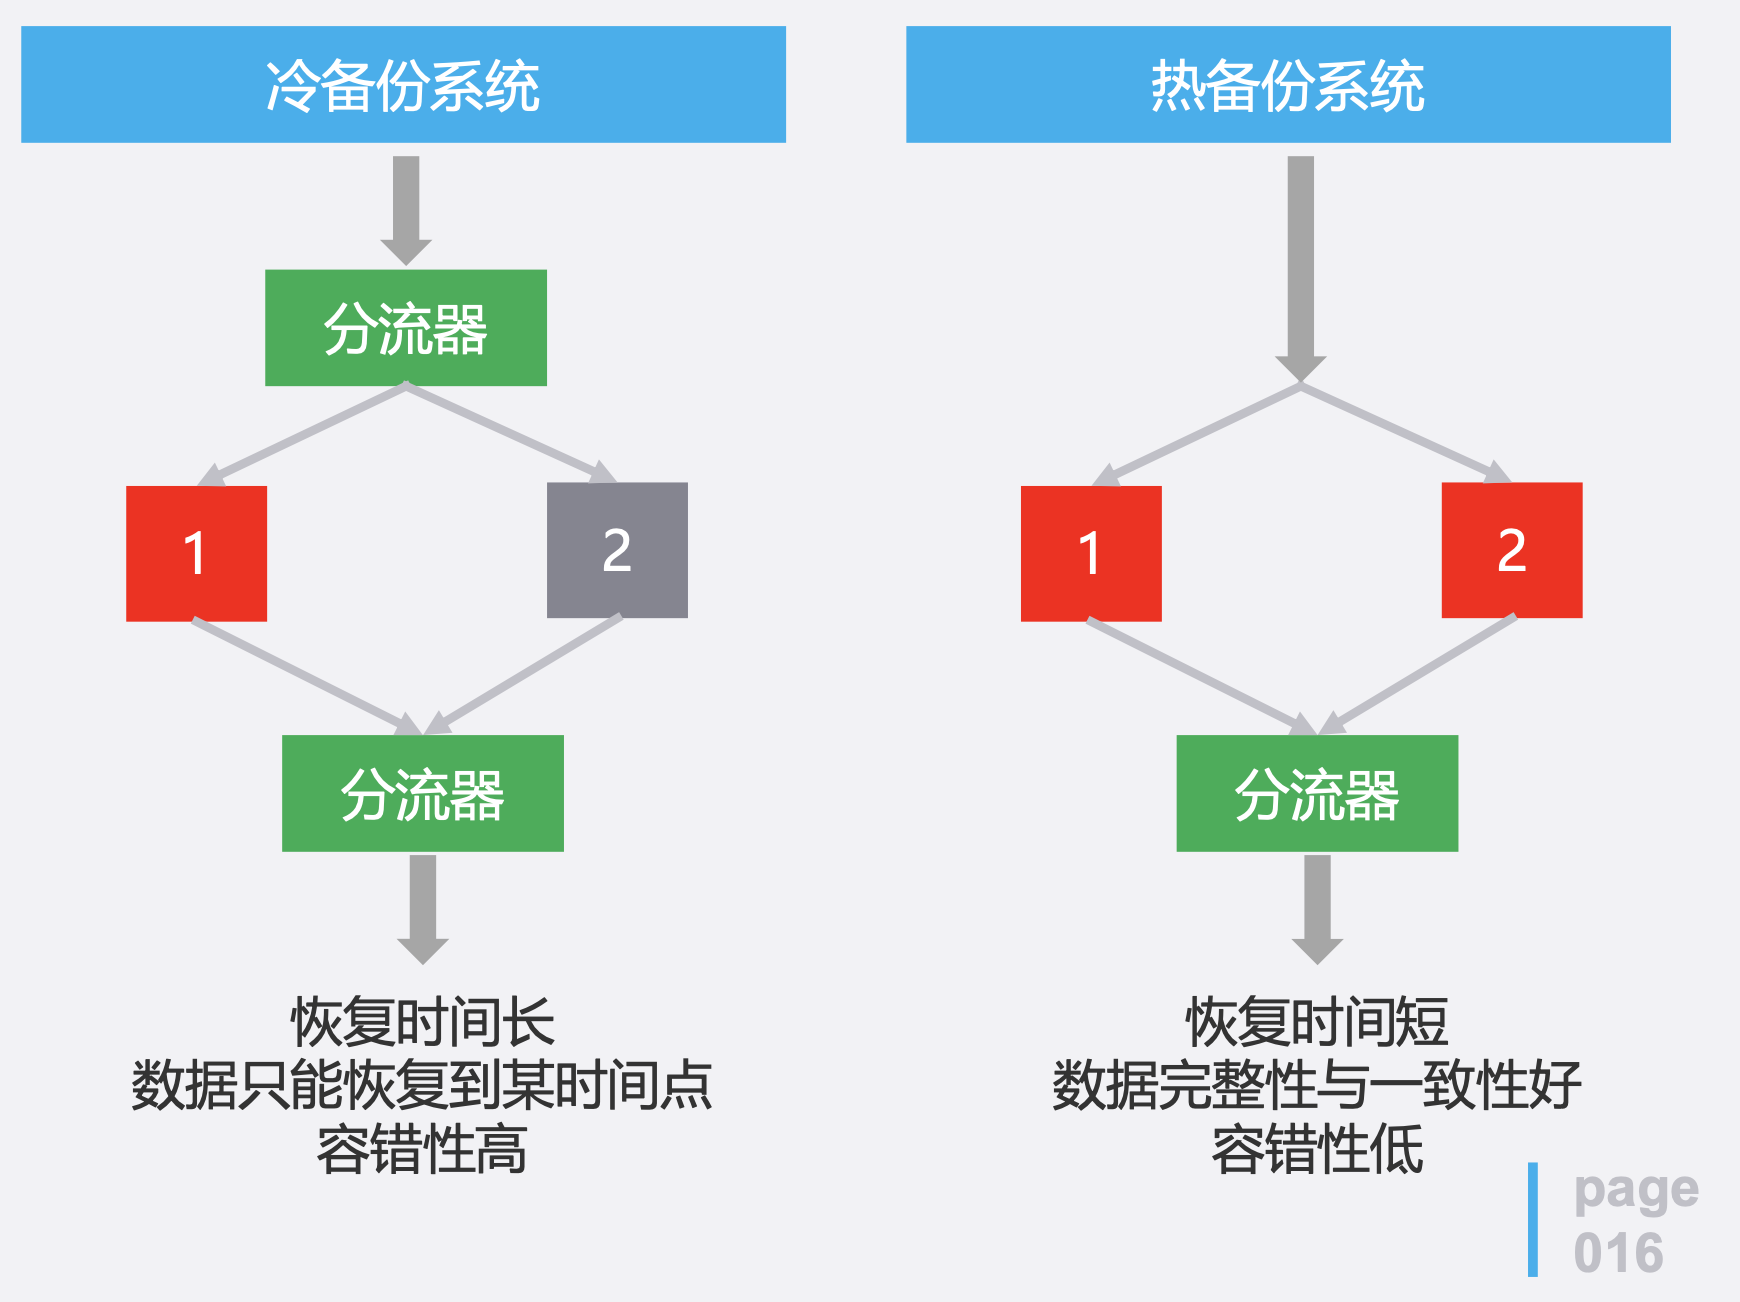 冷备份系统
分流器
1
2
分流器
恢复时间长
数据只能恢复到某时间点
容错性高
热备份系统
1
2
分流器
恢复时间短
数据完整性与一致性好
容错性低
page
016